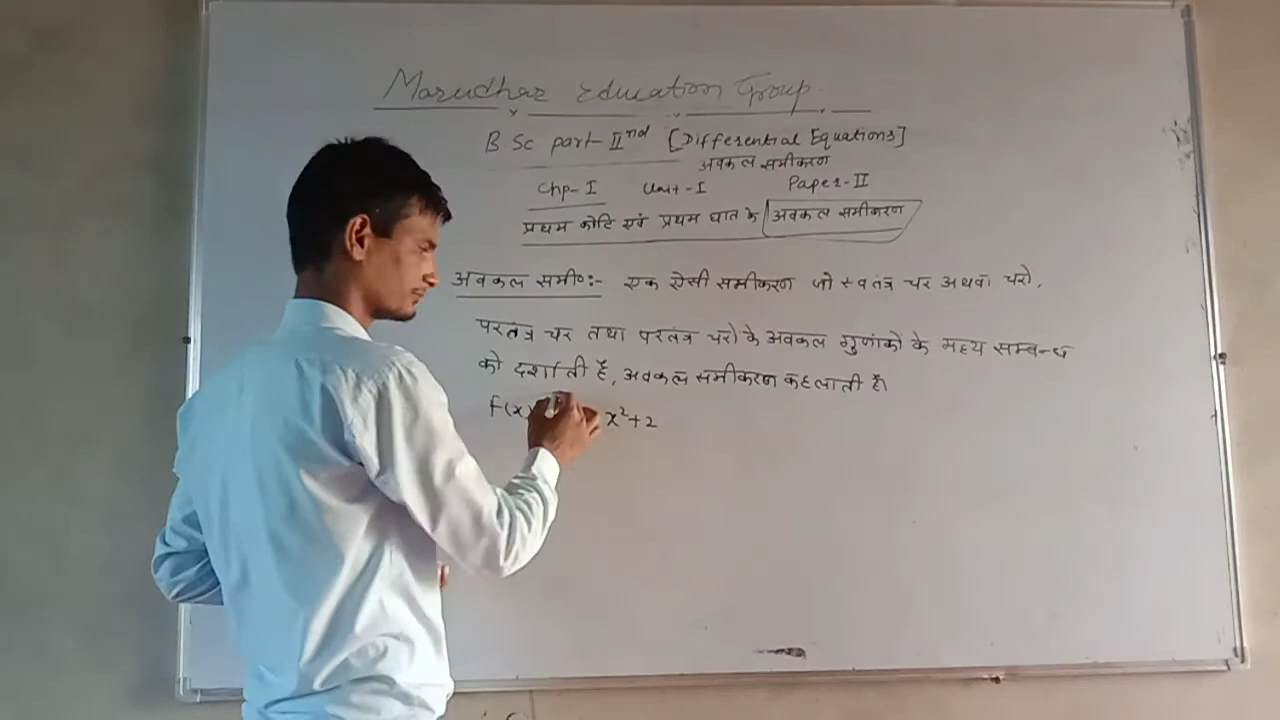 Marudhar Education Group
B.Sc part-IInd [Differential Equations]
अवकल समीकरण
Chp-I Unit-I Paper-II
प्रथम कोटि एवं प्रथम घात के अवकल समीकरण
अवकल समी०:- एक ऐसी समीकरण जो स्वतंत्र चर अथवा चरो,
परतंत्र चर तथा परतंत्र चरो के अवकल गुणांकों के मध्य सम्बन्ध
को दर्शाती है, अवकल समीकरण कहलाती है।
f(x) x²+2